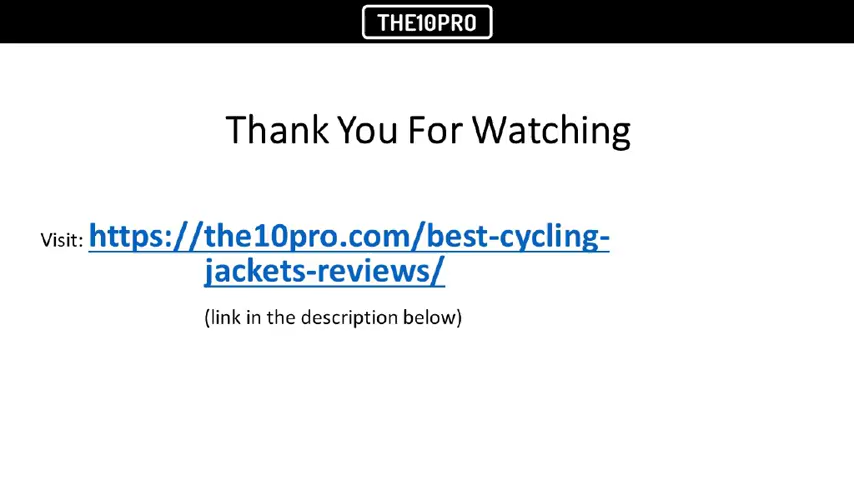 THE10PRO
Thank You For Watching
Visit: https://the10pro.com/best-cycling-
jackets-reviews/
(link in the description below)